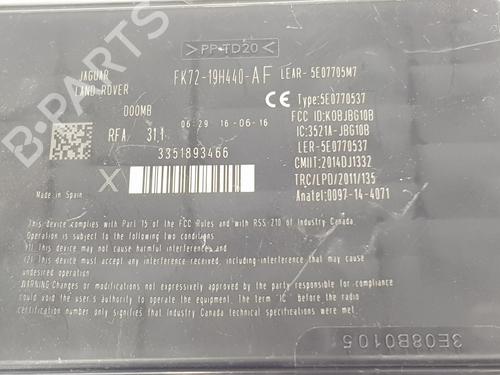 >PP-TD20<
JAGUAR
LAND-ROVER
FK72-19H440-AF LEAR-5E07705M7
CE Type:5E0770537
D00MB
FCC ID:KOBJBG10B
06:29 16-06-16
IC:3521A-JBG10B
RFA 31.1
LER-5E0770537
3351893466
CMIIT:2014DJ1332
TRC/LPD/2011/135
X
Anatel:0097-14-4071
Made in Spain
This device complies with Part 15 of the FCC Rules and with RSS-210 of Industry Canada.
Operation is subject to the following two conditions
(1) This device may not cause harmful interferences/and
(2) This device must accept any interference received, including interference that may cause
undesired operation.
WARNING/Changes or modifications not expressively approved by the party responsible for compliance
could void the user's authority to operate the equipment. The term "IC" before the radio
certification number only signifies that Industry Canada technical specifications were met.
3E08B0105
B-PARTS